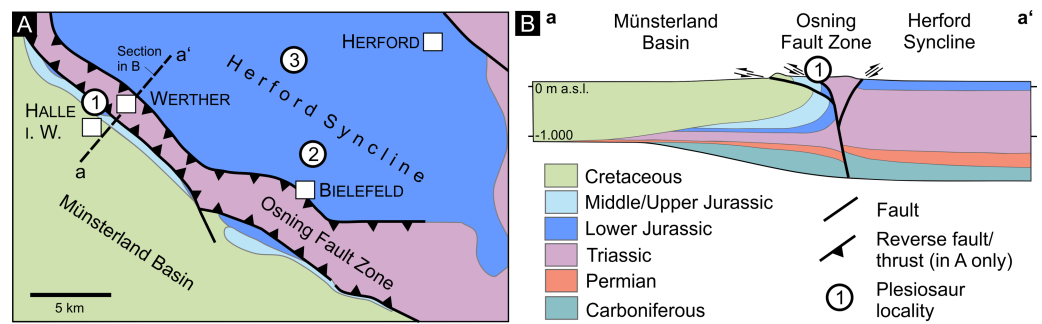 A
HERFORD
Section
in B
a'
3
Herford Syncline
1
WERTHER
HALLE
I. W.
a
2
BIELEFELD
Münsterland Basin
Osning Fault Zone
5 km
B
a
Münsterland
Basin
Osning
Fault Zone
Herford
Syncline
a'
1
0 m a.s.l.
-1.000
Cretaceous
Middle/Upper Jurassic
Lower Jurassic
Triassic
Permian
Carboniferous
Fault
Reverse fault/
thrust (in A only)
1
Plesiosaur
locality